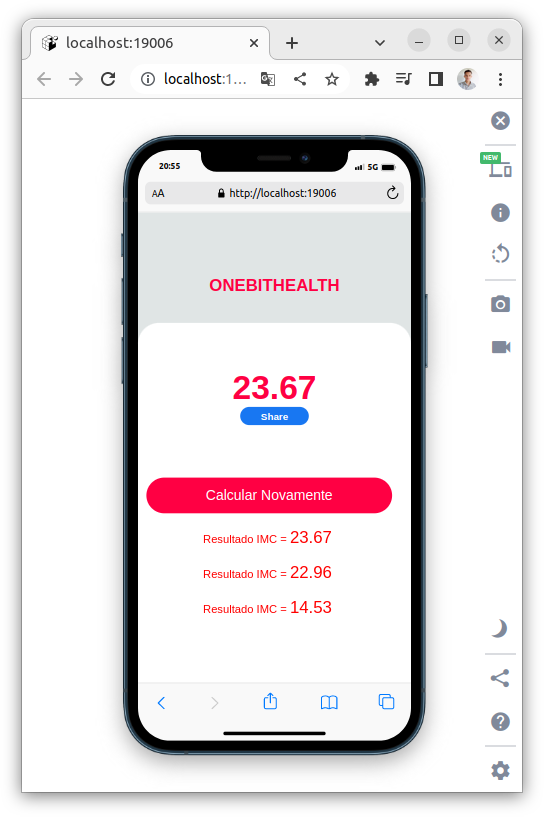 localhost:19006
localhost:1…
NEW
20:55
5G
AA
http://localhost:19006
ONEBITHEALTH
23.67
Share
Calcular Novamente
Resultado IMC = 23.67
Resultado IMC = 22.96
Resultado IMC = 14.53